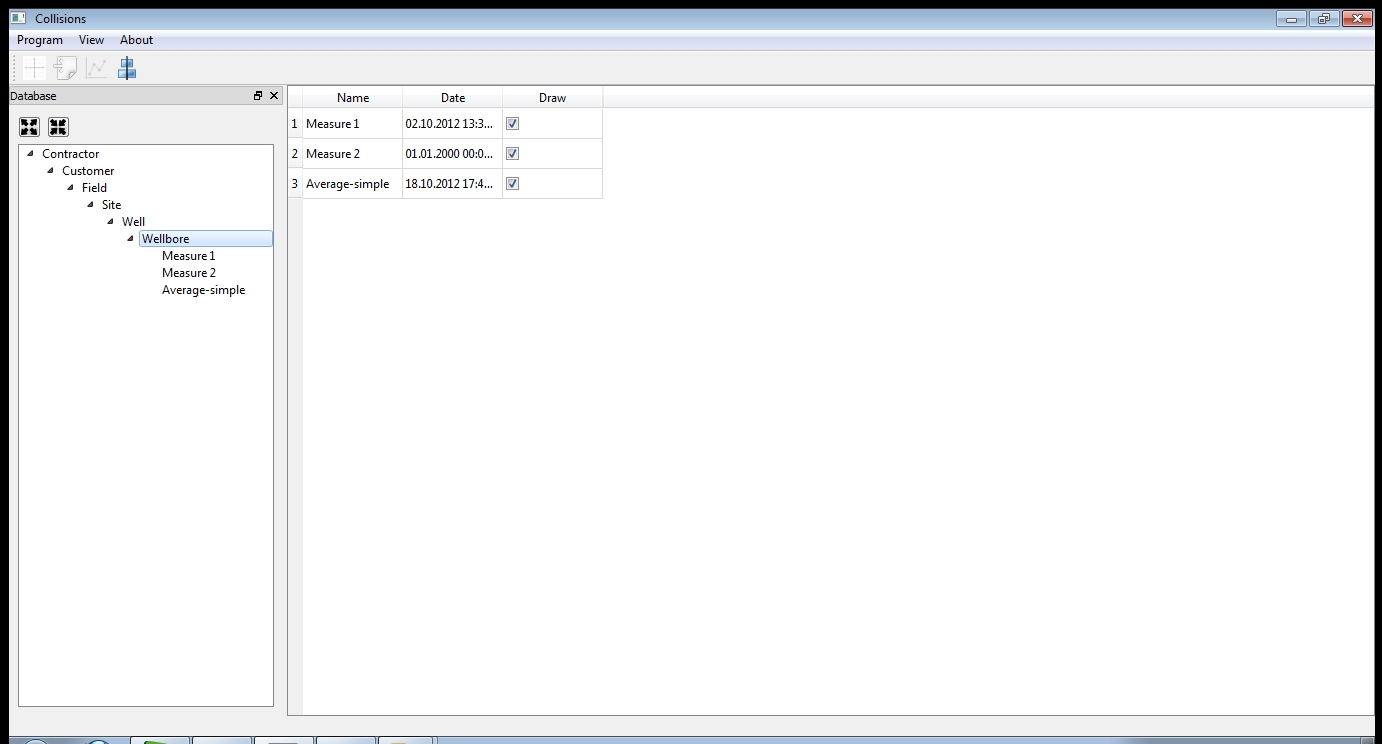 Collisions
Program View About
Database
Name Date Draw
1 Measure 1 02.10.2012 13:3...
2 Measure 2 01.01.2000 00:0...
3 Average-simple 18.10.2012 17:4...
Contractor
Customer
Field
Site
Well
Wellbore
Measure 1
Measure 2
Average-simple